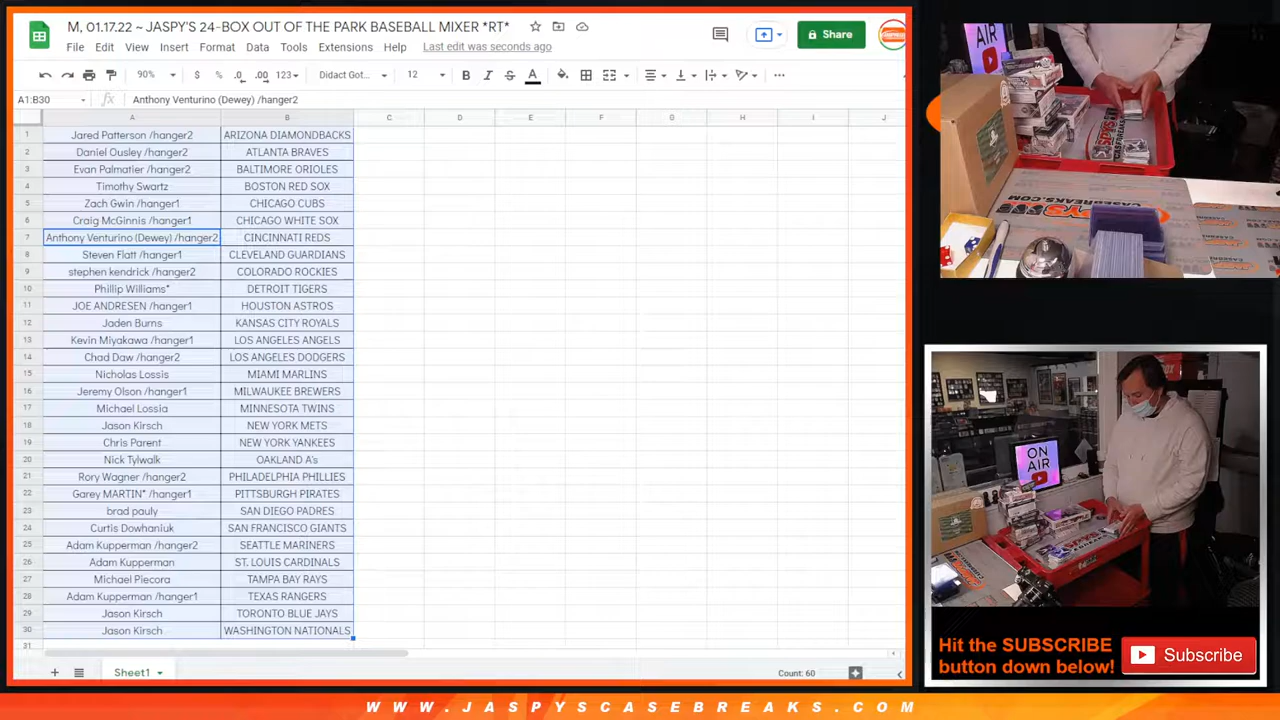 M, 01.17.22 ~ JASPY'S 24-BOX OUT OF THE PARK BASEBALL MIXER *RT*
File Edit View Insert Format Data Tools Extensions Help Last edit was seconds ago
Share
90% $ % .0 .00 123 Didact Got... 12 B I S A
A1:B30 fx Anthony Venturino (Dewey) /hanger2
A B C D E F G H I J
1 Jared Patterson /hanger2 ARIZONA DIAMONDBACKS
2 Daniel Ousley /hanger2 ATLANTA BRAVES
3 Evan Palmatier /hanger2 BALTIMORE ORIOLES
4 Timothy Swartz BOSTON RED SOX
5 Zach Gwin /hanger1 CHICAGO CUBS
6 Craig McGinnis /hanger1 CHICAGO WHITE SOX
7 Anthony Venturino (Dewey) /hanger2 CINCINNATI REDS
8 Steven Flatt /hanger1 CLEVELAND GUARDIANS
9 stephen kendrick /hanger2 COLORADO ROCKIES
10 Phillip Williams* DETROIT TIGERS
11 JOE ANDRESEN /hanger1 HOUSTON ASTROS
12 Jaden Burns KANSAS CITY ROYALS
13 Kevin Miyakawa /hanger1 LOS ANGELES ANGELS
14 Chad Daw /hanger2 LOS ANGELES DODGERS
15 Nicholas Lossis MIAMI MARLINS
16 Jeremy Olson /hanger1 MILWAUKEE BREWERS
17 Michael Lossia MINNESOTA TWINS
18 Jason Kirsch NEW YORK METS
19 Chris Parent NEW YORK YANKEES
20 Nick Tylwalk OAKLAND A's
21 Rory Wagner /hanger2 PHILADELPHIA PHILLIES
22 Garey MARTIN* /hanger1 PITTSBURGH PIRATES
23 brad pauly SAN DIEGO PADRES
24 Curtis Dowhaniuk SAN FRANCISCO GIANTS
25 Adam Kupperman /hanger2 SEATTLE MARINERS
26 Adam Kupperman ST. LOUIS CARDINALS
27 Michael Piecora TAMPA BAY RAYS
28 Adam Kupperman /hanger1 TEXAS RANGERS
29 Jason Kirsch TORONTO BLUE JAYS
30 Jason Kirsch WASHINGTON NATIONALS
31
Sheet1
Count: 60
AIR
ON
AIR
Hit the SUBSCRIBE
button down below!
Subscribe
WWW.JASPYSCASEBREAKS.COM